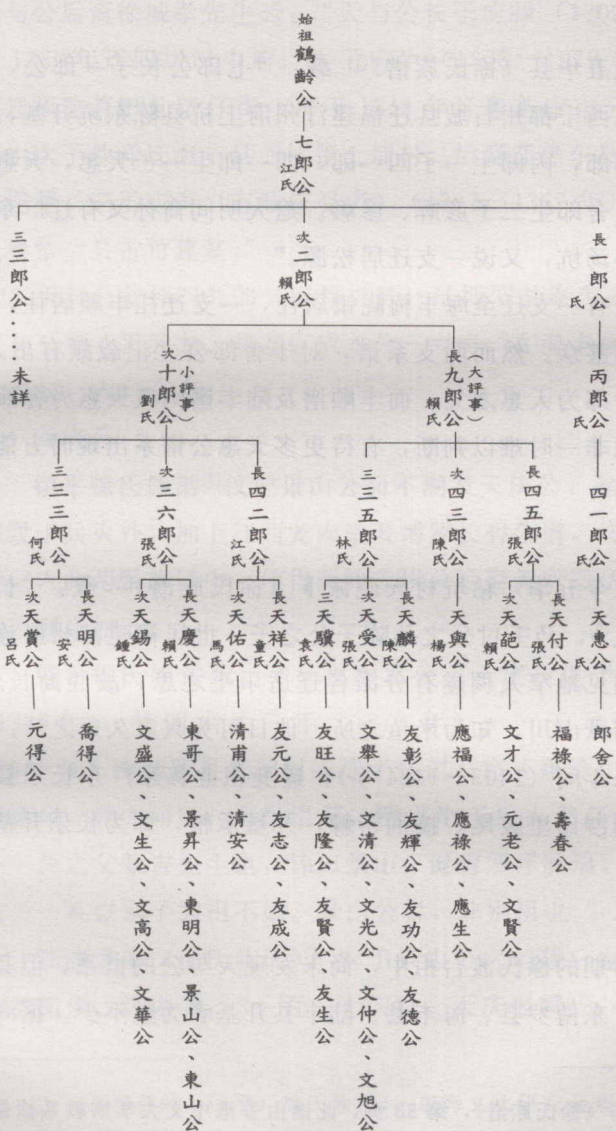 始祖鶴齡公
七郎公
江氏
長一郎公
氏
次二郎公
賴氏
三三郎公……未詳
丙郎公
氏
(大評事)
長九郎公
賴氏
(小評事)
次十郎公
劉氏
四一郎公
氏
長四五郎公
張氏
次四三郎公
陳氏
三三五郎公
林氏
長四二郎公
江氏
次三六郎公
張氏
三三三郎公
何氏
天惠公
氏
長天付公
張氏
次天葩公
賴氏
天與公
楊氏
長天麟公
陳氏
次天受公
張氏
三天驥公
袁氏
長天祥公
童氏
次天佑公
馬氏
長天慶公
賴氏
次天錫公
鍾氏
長天明公
安氏
次天賞公
呂氏
郎舍公
福祿公、壽春公
文才公、元老公、文賢公
應福公、應祿公、應生公
友彰公、友輝公、友功公、友德公
文舉公、文清公、文光公、文仲公、文旭公
友旺公、友隆公、友賢公、友玉公
友元公、友志公、友成公
清甫公、清安公
東哥公、景昇公、東明公、景山公、東山公
文盛公、文生公、文高公、文華公
喬得公
元得公